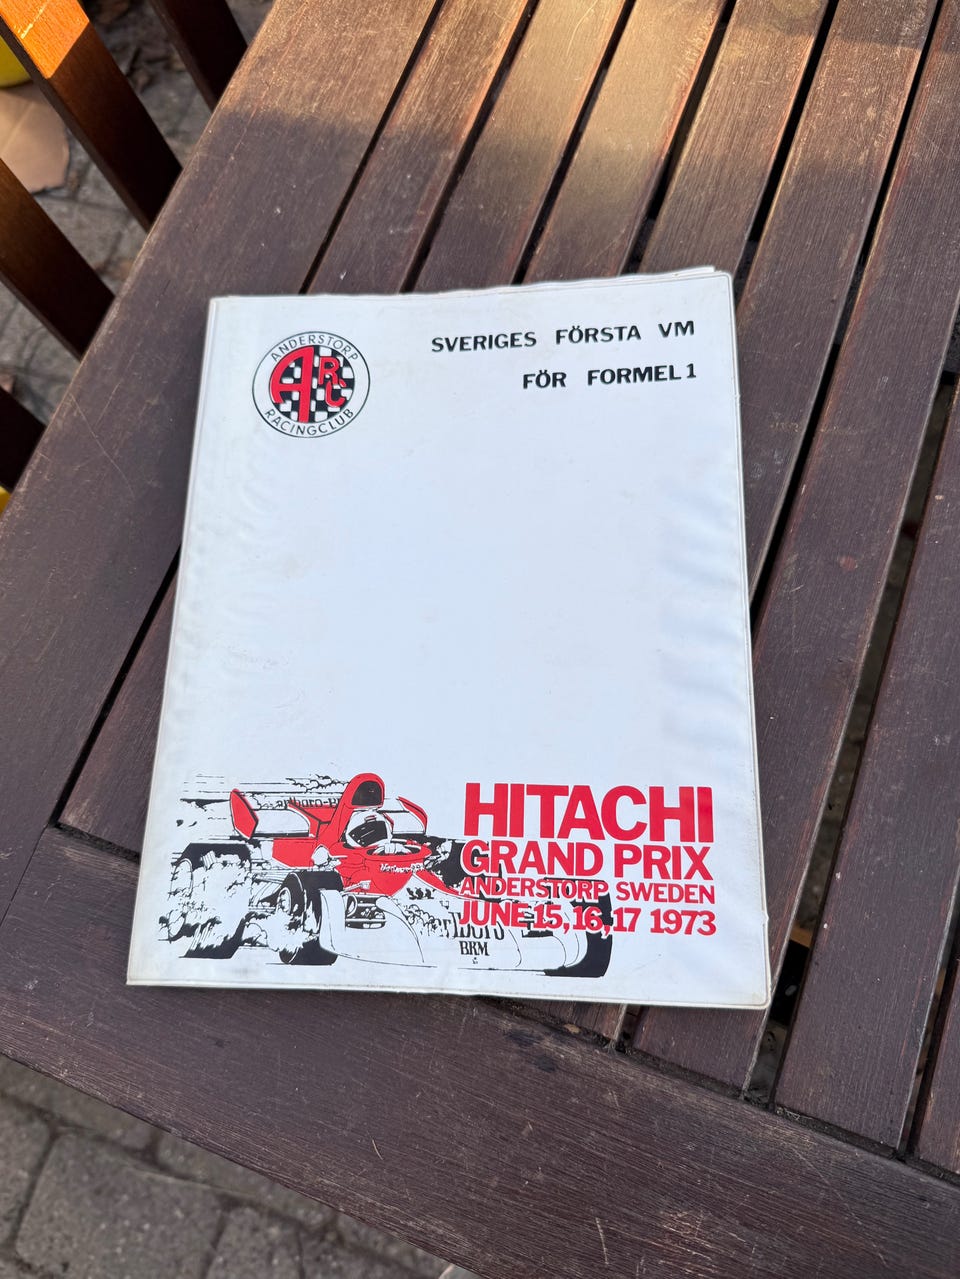 ANDERSTORP
ARC
RACINGCLUB
SVERIGES FÖRSTA VM
FÖR FORMEL 1
HITACHI
GRAND PRIX
ANDERSTORP SWEDEN
JUNE 15, 16, 17 1973
BRM